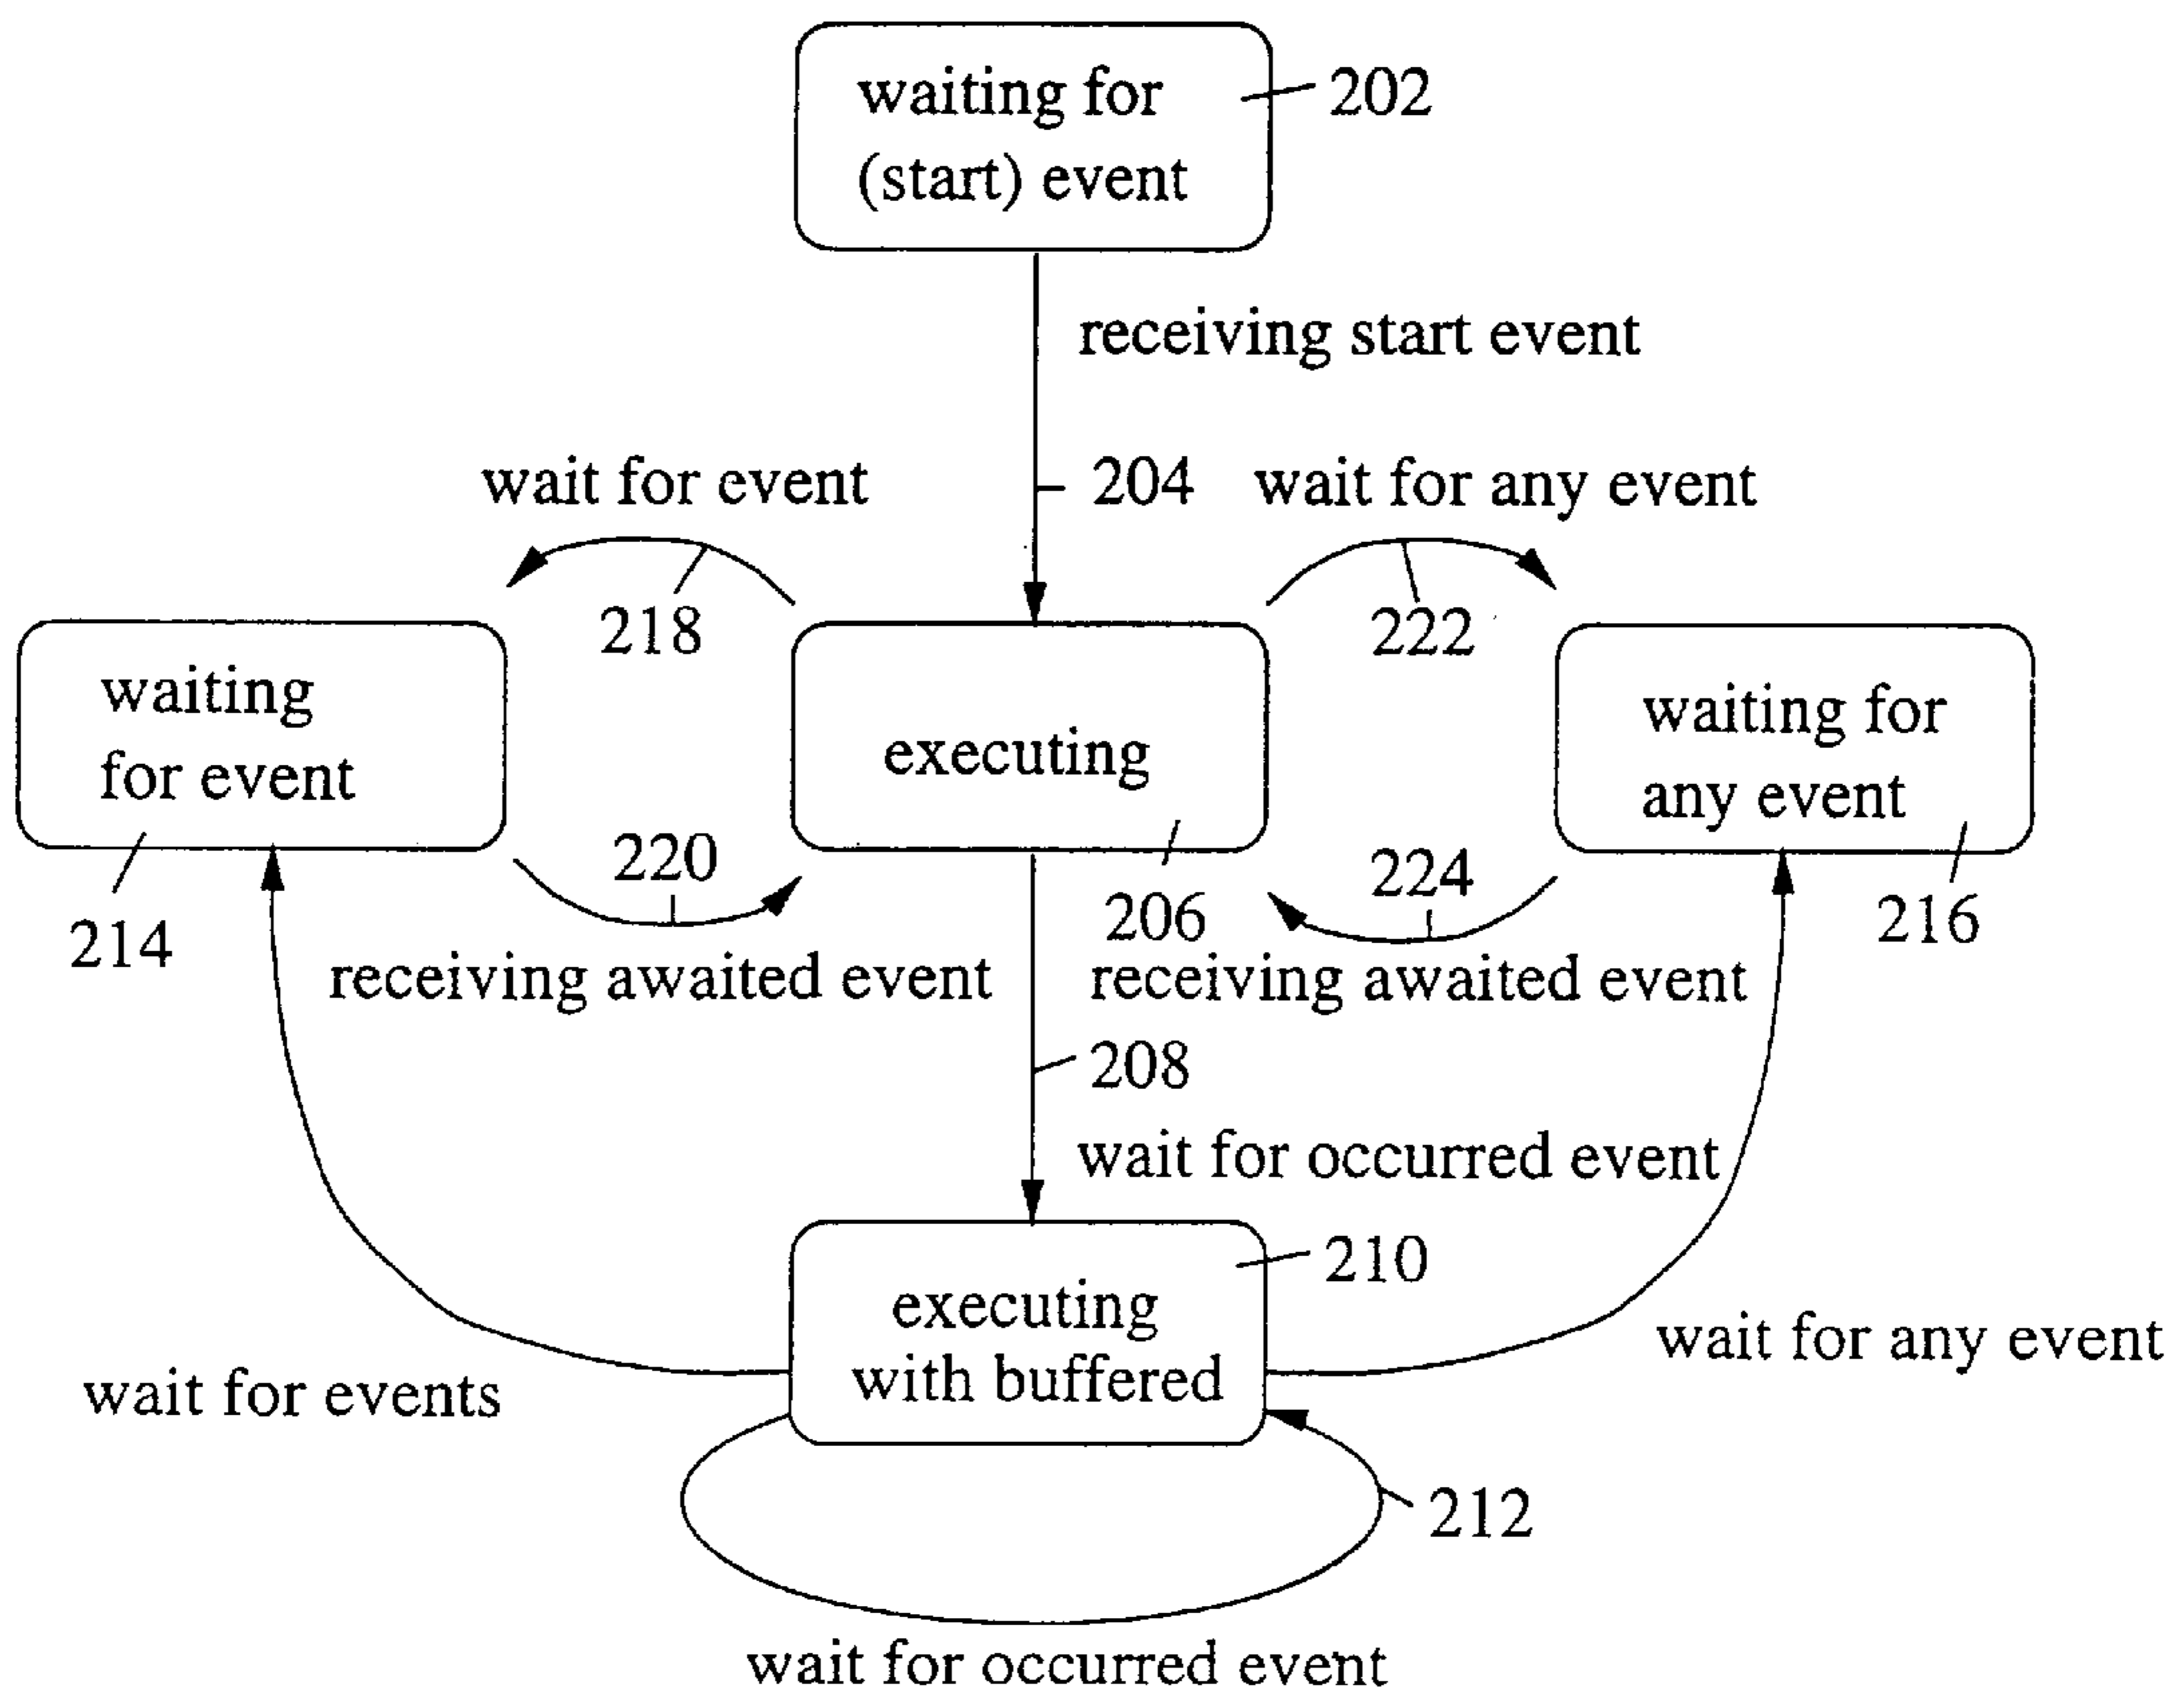 waiting for
(start) event
202
receiving start event
wait for event
204
wait for any event
218
222
waiting
for event
executing
waiting for
any event
220
224
214
206
216
receiving awaited event
receiving awaited event
208
wait for occurred event
210
executing
with buffered
wait for events
wait for any event
212
wait for occurred event